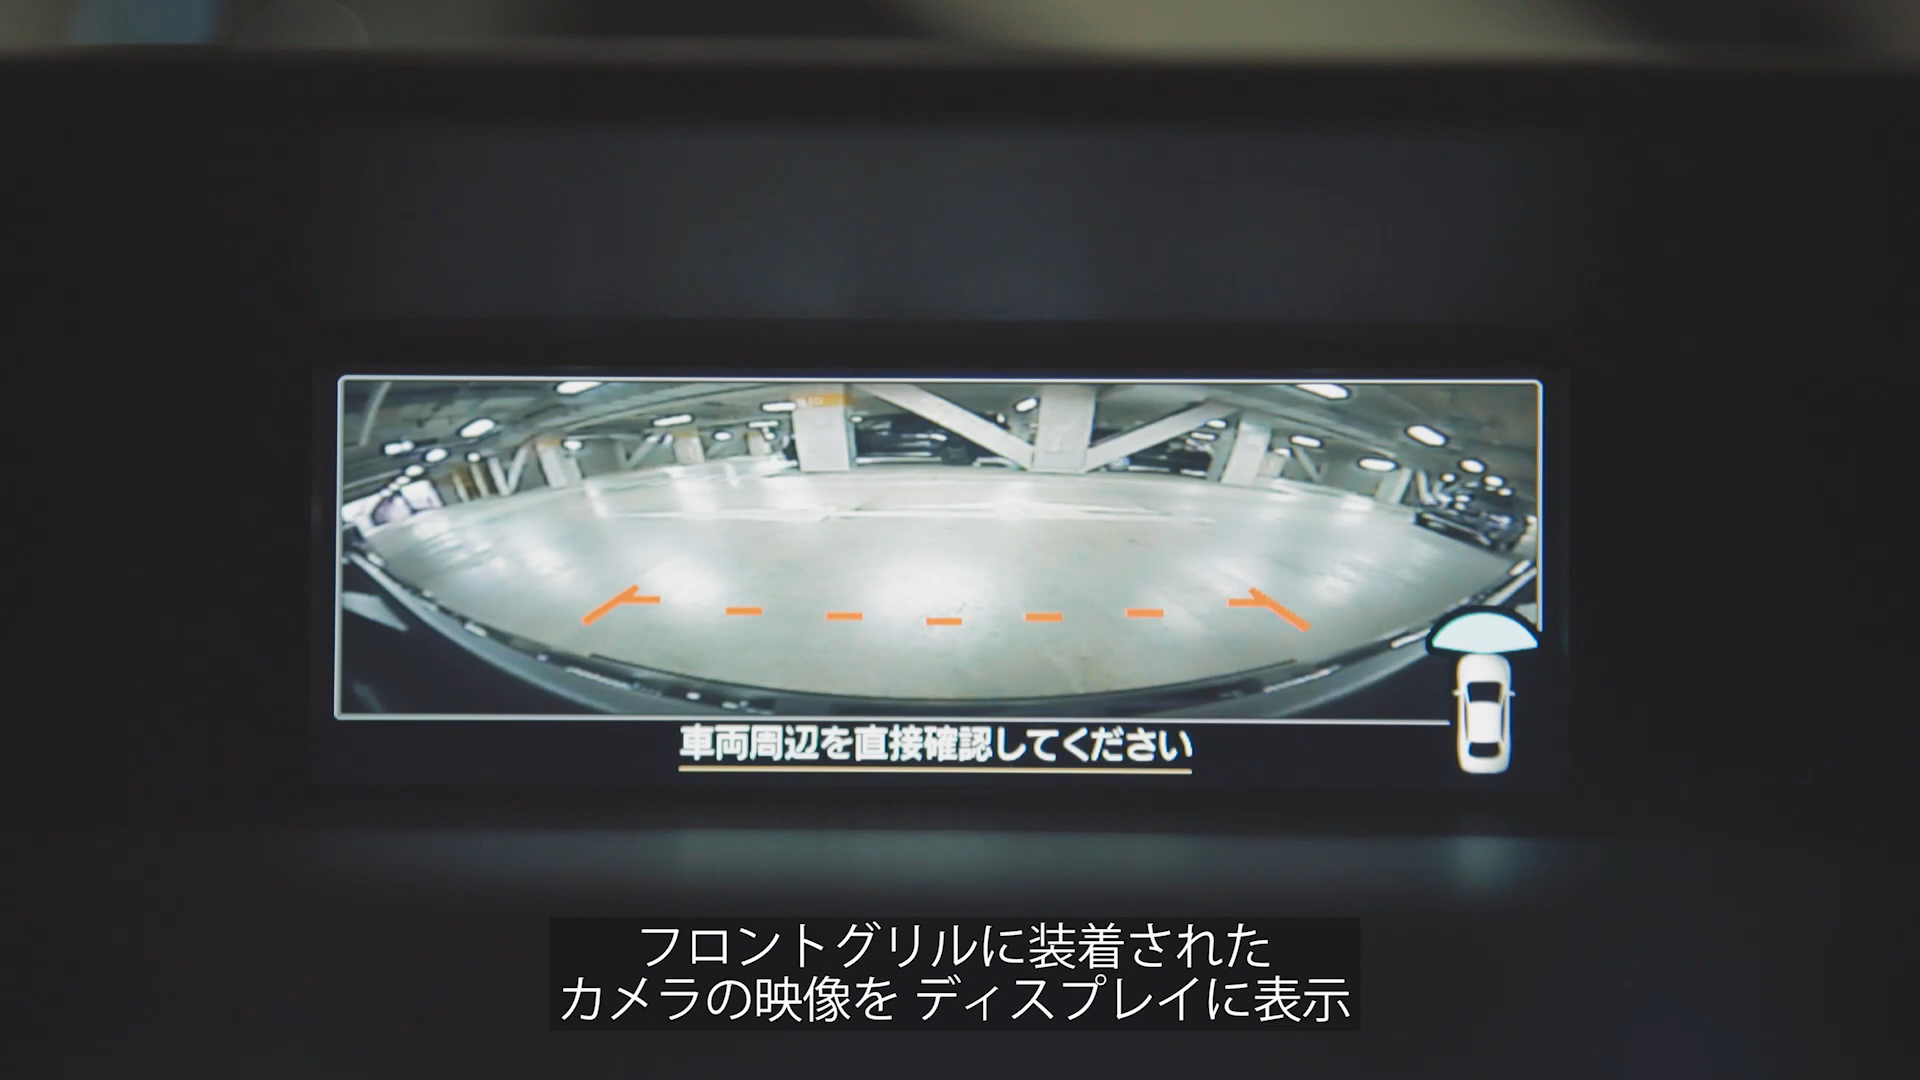 車両周辺を直接確認してください
フロントグリルに装着された
カメラの映像を ディスプレイに表示